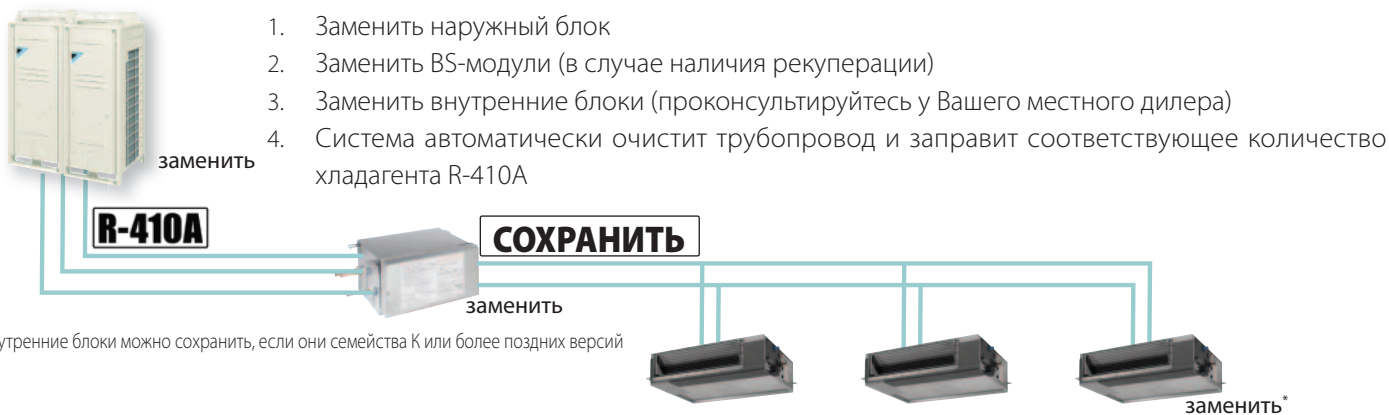 1. Заменить наружный блок
2. Заменить BS-модули (в случае наличия рекуперации)
3. Заменить внутренние блоки (проконсультируйтесь у Вашего местного дилера)
4. Система автоматически очистит трубопровод и заправит соответствующее количество
хладагента R-410A
заменить
R-410A
СОХРАНИТЬ
заменить
утренние блоки можно сохранить, если они семейства К или более поздних версий
заменить*